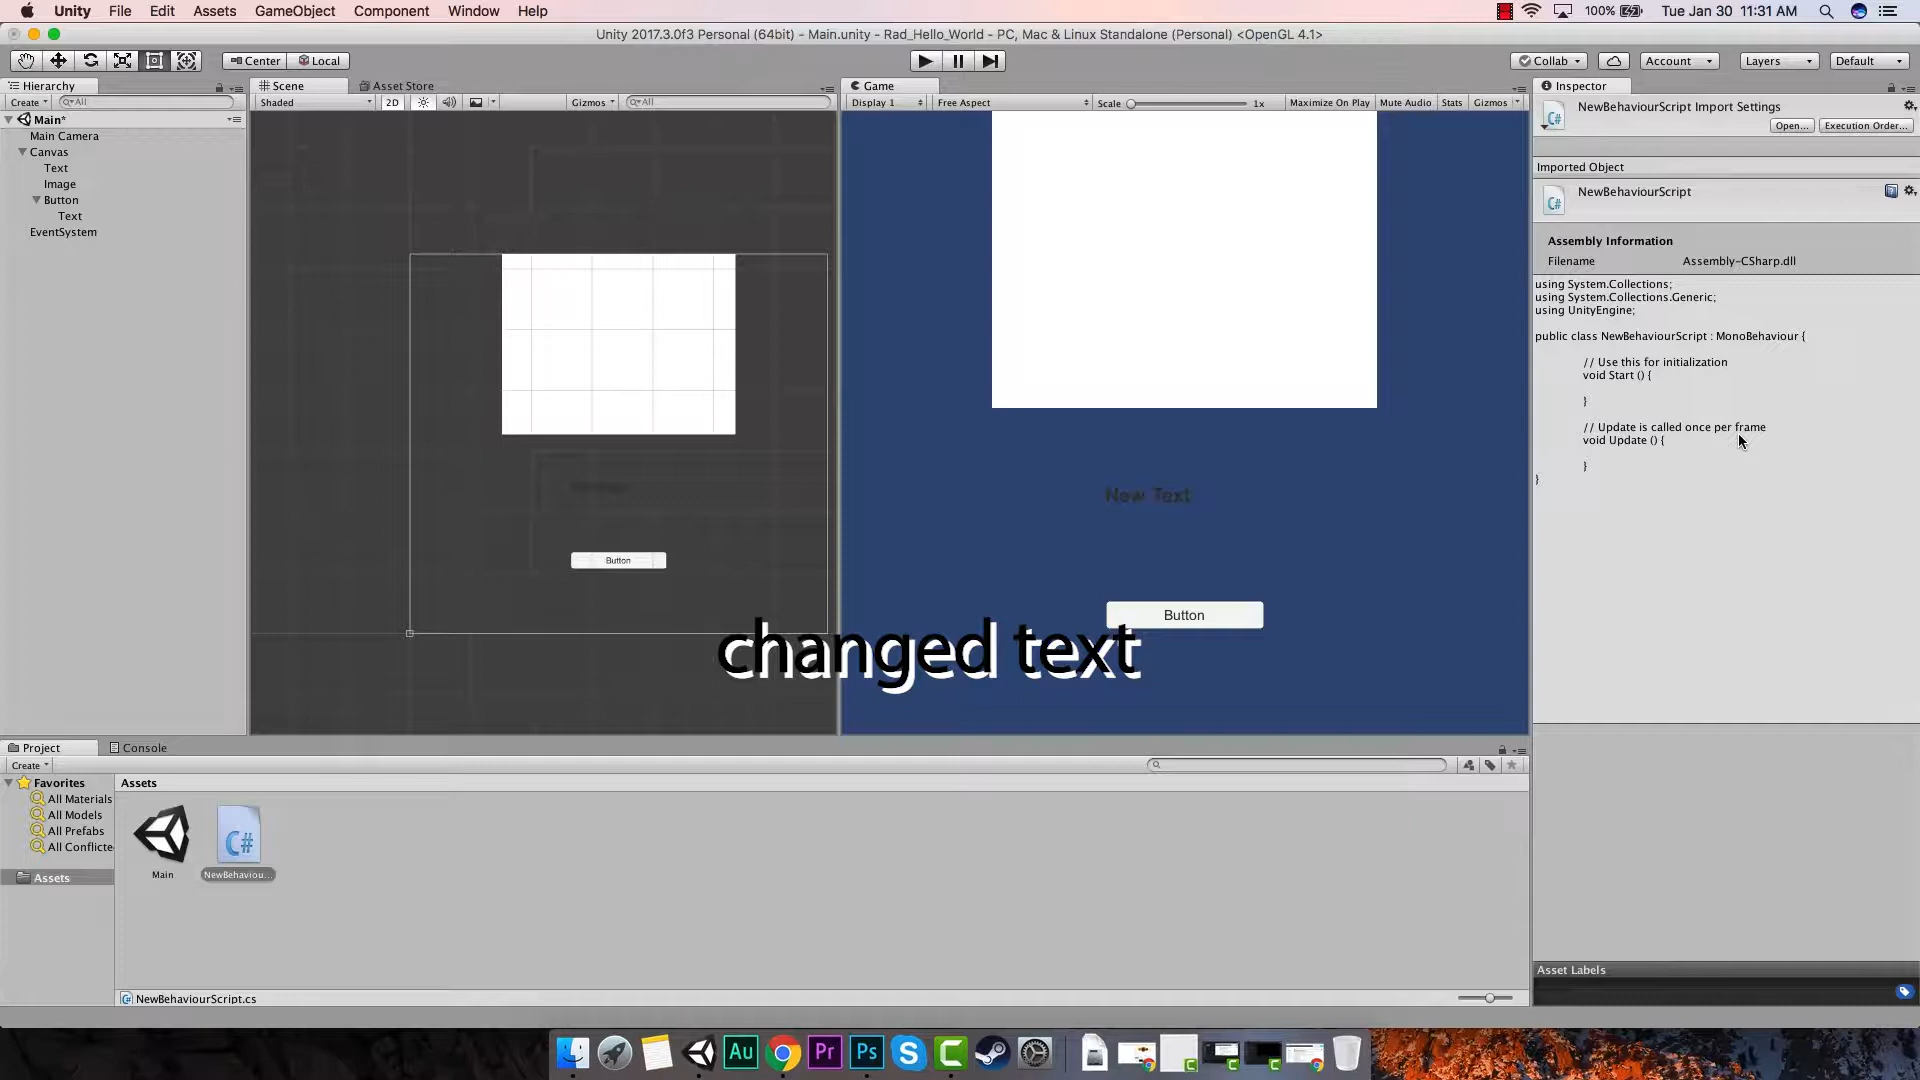 Unity File Edit Assets GameObject Component Window Help
100% Tue Jan 30 11:31 AM
Unity 2017.3.0f3 Personal (64bit) - Main.unity - Rad_Hello_World - PC, Mac & Linux Standalone (Personal) <OpenGL 4.1>
Center Local
Collab Account Layers Default
Hierarchy
Create All
Main*
Main Camera
Canvas
Text
Image
Button
Text
EventSystem
Scene Asset Store
Shaded 2D Gizmos All
Button
Game
Display 1 Free Aspect Scale 1x Maximize On Play Mute Audio Stats Gizmos
New Text
Button
changed text
Inspector
NewBehaviourScript Import Settings
Open... Execution Order...
Imported Object
NewBehaviourScript
C#
C#
Assembly Information
Filename Assembly-CSharp.dll
using System.Collections;
using System.Collections.Generic;
using UnityEngine;
public class NewBehaviourScript : MonoBehaviour {
// Use this for initialization
void Start () {
}
// Update is called once per frame
void Update () {
}
}
Asset Labels
Project Console
Create
Favorites
All Materials
All Models
All Prefabs
All Conflicte
Assets
Assets
C#
Main
NewBehaviou...
NewBehaviourScript.cs
Au Pr Ps S C